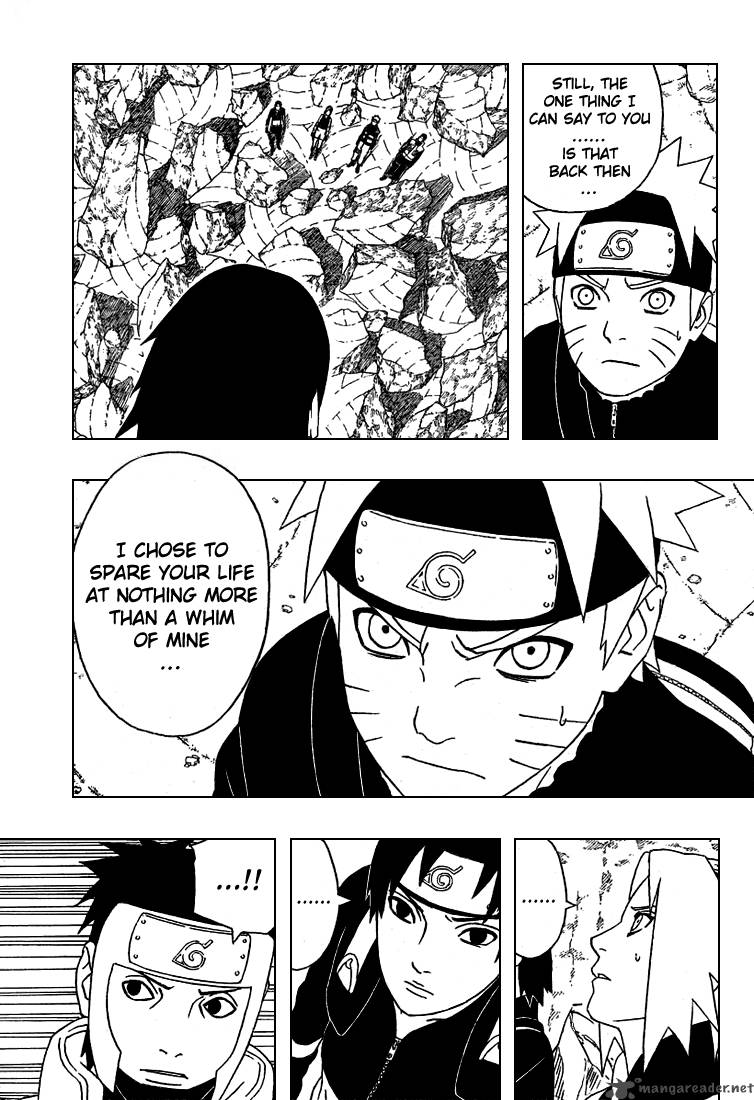 STILL, THE
ONE THING I
CAN SAY TO YOU
......
IS THAT
BACK THEN
...
I CHOSE TO
SPARE YOUR LIFE
AT NOTHING MORE
THAN A WHIM
OF MINE
...
......
......
...!!
mangareader.net